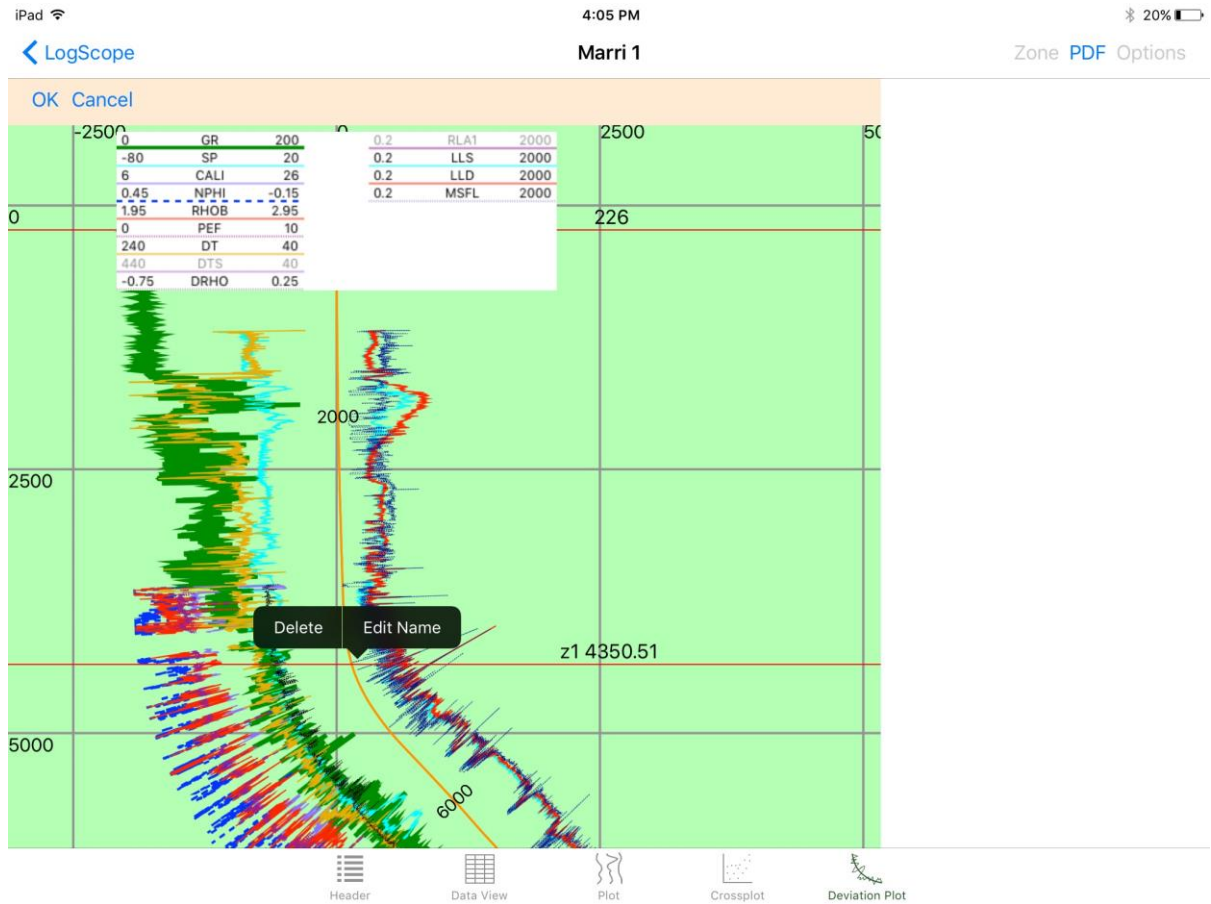 iPad 4:05 PM 20%
LogScope Marri 1 Zone PDF Options
OK Cancel
-2500 0 2500 50
0 GR 200 0.2 RLA1 2000
-80 SP 20 0.2 LLS 2000
6 CALI 26 0.2 LLD 2000
0.45 NPHI -0.15 0.2 MSFL 2000
1.95 RHOB 2.95
0 226
0 PEF 10
240 DT 40
440 DTS 40
-0.75 DRHO 0.25
2000
2500
Delete Edit Name
z1 4350.51
5000
6000
Header Data View Plot Crossplot Deviation Plot